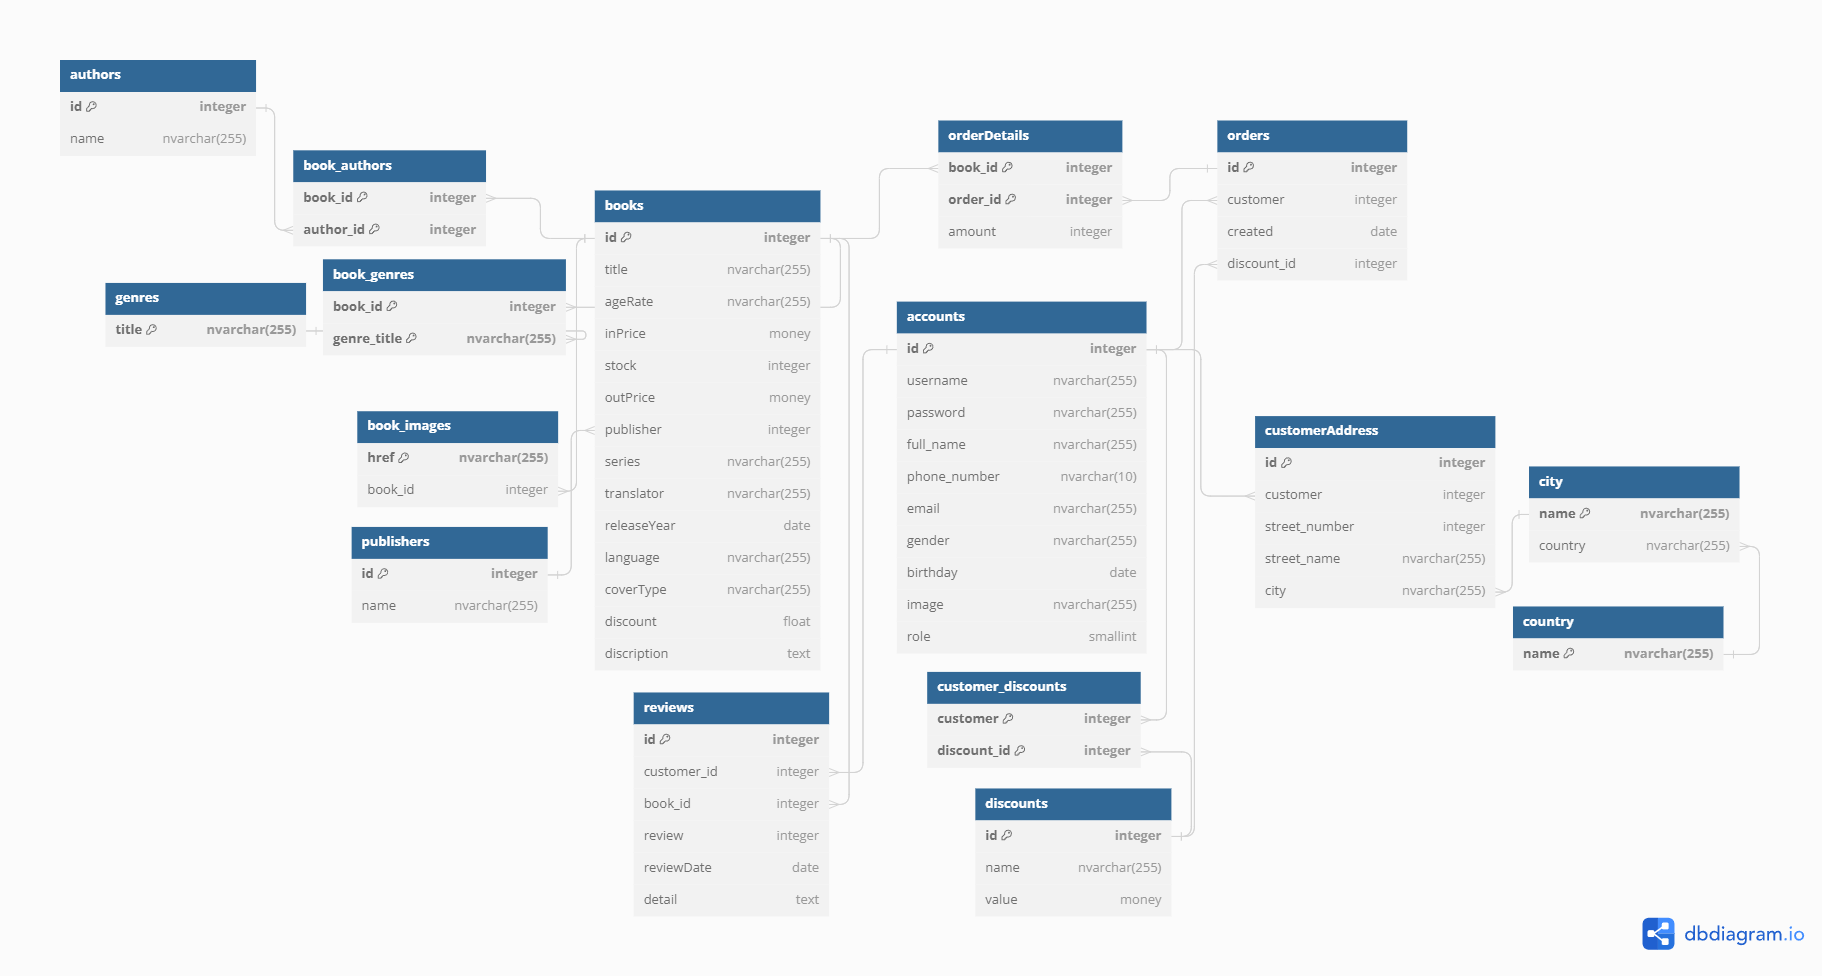 authors
id integer
name nvarchar(255)
book_authors
book_id integer
author_id integer
genres
title nvarchar(255)
book_genres
book_id integer
genre_title nvarchar(255)
book_images
href nvarchar(255)
book_id integer
publishers
id integer
name nvarchar(255)
books
id integer
title nvarchar(255)
ageRate nvarchar(255)
inPrice money
stock integer
outPrice money
publisher integer
series nvarchar(255)
translator nvarchar(255)
releaseYear date
language nvarchar(255)
coverType nvarchar(255)
discount float
discription text
reviews
id integer
customer_id integer
book_id integer
review integer
reviewDate date
detail text
orderDetails
book_id integer
order_id integer
amount integer
orders
id integer
customer integer
created date
discount_id integer
accounts
id integer
username nvarchar(255)
password nvarchar(255)
full_name nvarchar(255)
phone_number nvarchar(10)
email nvarchar(255)
gender nvarchar(255)
birthday date
image nvarchar(255)
role smallint
customer_discounts
customer integer
discount_id integer
discounts
id integer
name nvarchar(255)
value money
customerAddress
id integer
customer integer
street_number integer
street_name nvarchar(255)
city nvarchar(255)
city
name nvarchar(255)
country nvarchar(255)
country
name nvarchar(255)
dbdiagram.io